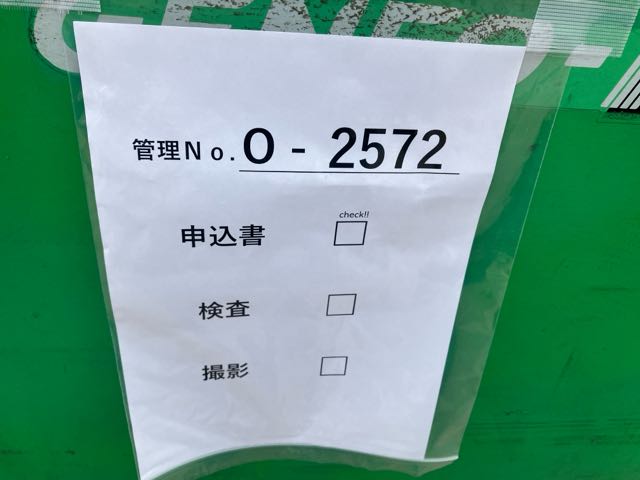 管理No. O - 2572
check!!
申込書 □
検査 □
撮影 □